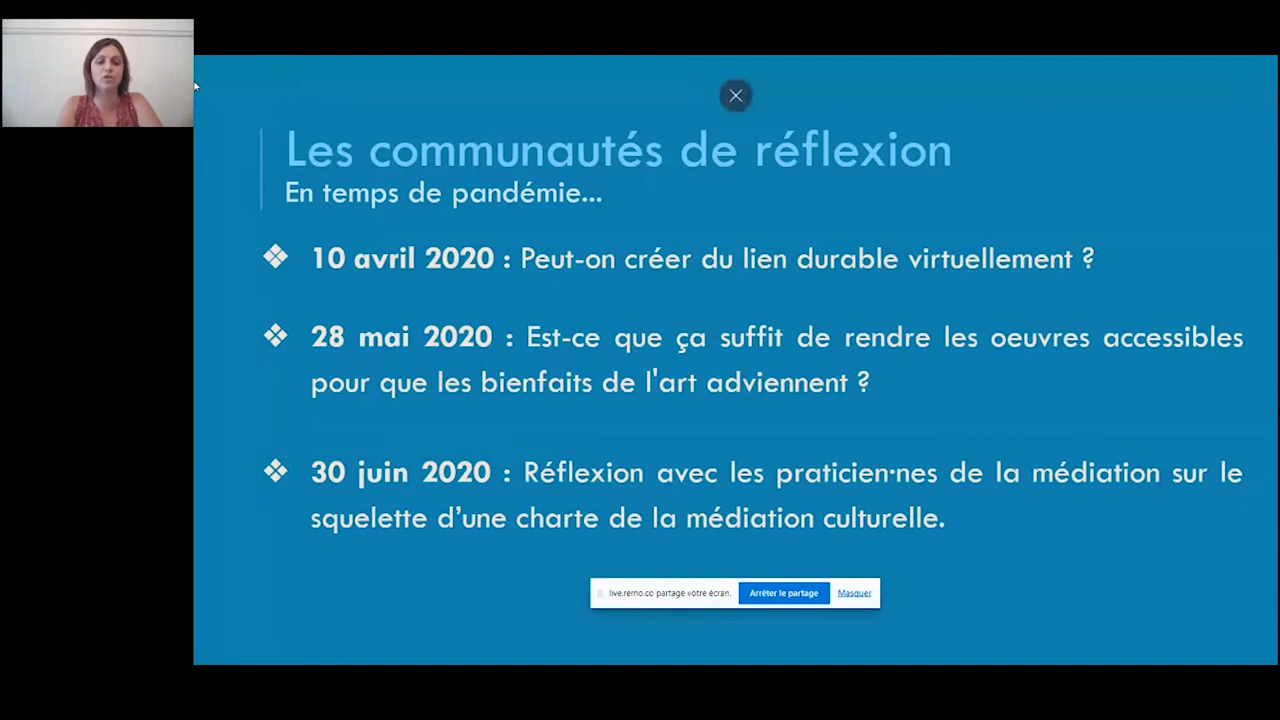 Les communautés de réflexion
En temps de pandémie...
❖ 10 avril 2020 : Peut-on créer du lien durable virtuellement ?
❖ 28 mai 2020 : Est-ce que ça suffit de rendre les oeuvres accessibles
pour que les bienfaits de l'art adviennent ?
❖ 30 juin 2020 : Réflexion avec les praticien·nes de la médiation sur le
squelette d’une charte de la médiation culturelle.
live.remo.co partage votre écran. Arrêter le partage Masquer